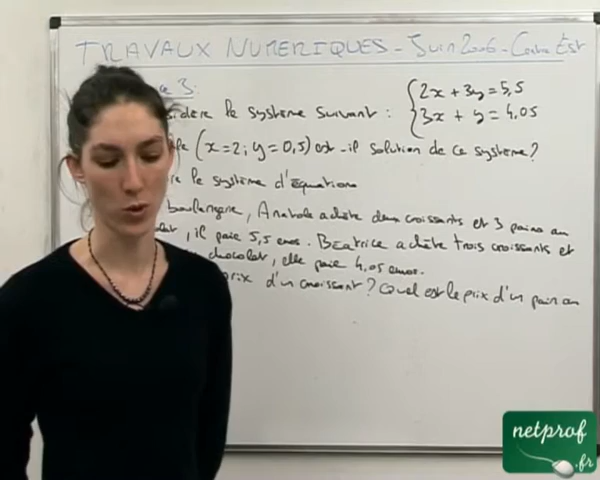 TRAVAUX NUMERIQUES - Juin 2006 - Centre Est
3:
le système suivant : { 2x + 3y = 5,5
3x + y = 4,05
(x = 2 ; y = 0,5) est-il solution de ce système ?
le système d'équations
boulangerie, Anatole achète deux croissants et 3 pains au
, il paie 5,5 euros. Béatrice achète trois croissants et
chocolat, elle paie 4,05 euros.
prix d'un croissant ? Quel est le prix d'un pain au
netprof
.fr